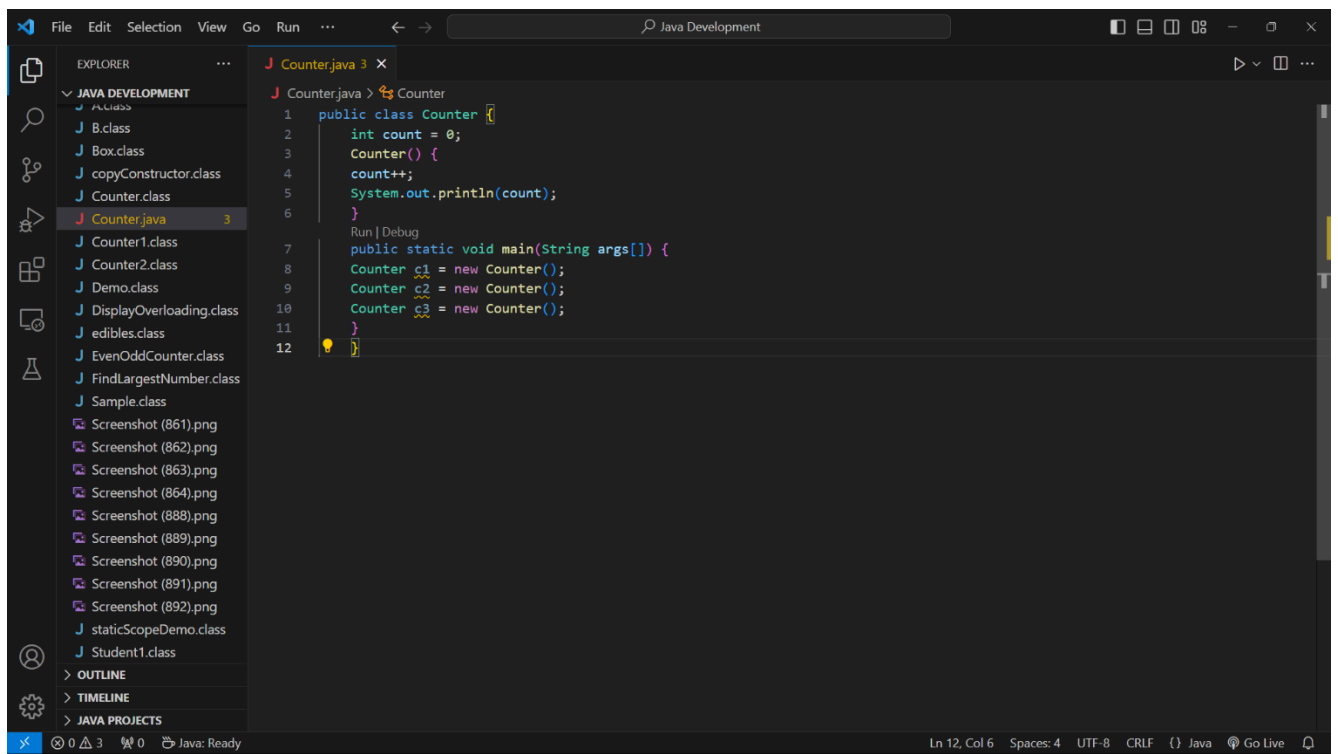 File Edit Selection View Go Run ··· ← → Java Development
EXPLORER ···
JAVA DEVELOPMENT
J A.class
J B.class
J Box.class
J copyConstructor.class
J Counter.class
J Counter.java 3
J Counter1.class
J Counter2.class
J Demo.class
J DisplayOverloading.class
J edibles.class
J EvenOddCounter.class
J FindLargestNumber.class
J Sample.class
Screenshot (861).png
Screenshot (862).png
Screenshot (863).png
Screenshot (864).png
Screenshot (888).png
Screenshot (889).png
Screenshot (890).png
Screenshot (891).png
Screenshot (892).png
J staticScopeDemo.class
J Student1.class
> OUTLINE
> TIMELINE
> JAVA PROJECTS
J Counter.java 3 ×
J Counter.java > Counter
1 public class Counter {
2 int count = 0;
3 Counter() {
4 count++;
5 System.out.println(count);
6 }
Run | Debug
7 public static void main(String args[]) {
8 Counter c1 = new Counter();
9 Counter c2 = new Counter();
10 Counter c3 = new Counter();
11 }
12 }
0 3 0 Java: Ready Ln 12, Col 6 Spaces: 4 UTF-8 CRLF {} Java Go Live